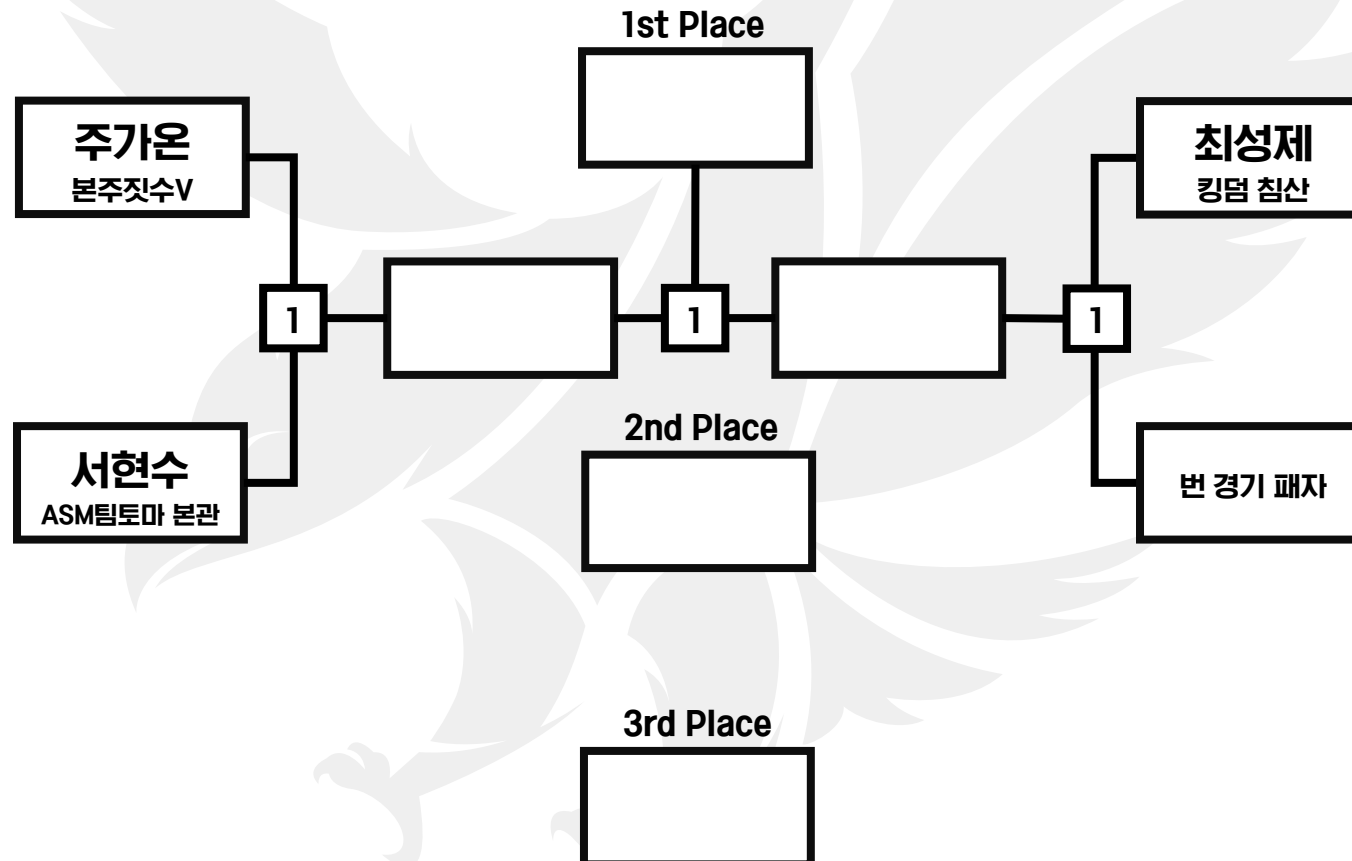 1st Place
주가온
본주짓수V
최성제
킹덤 침산
1
1
1
서현수
ASM팀토마 본관
2nd Place
번 경기 패자
3rd Place